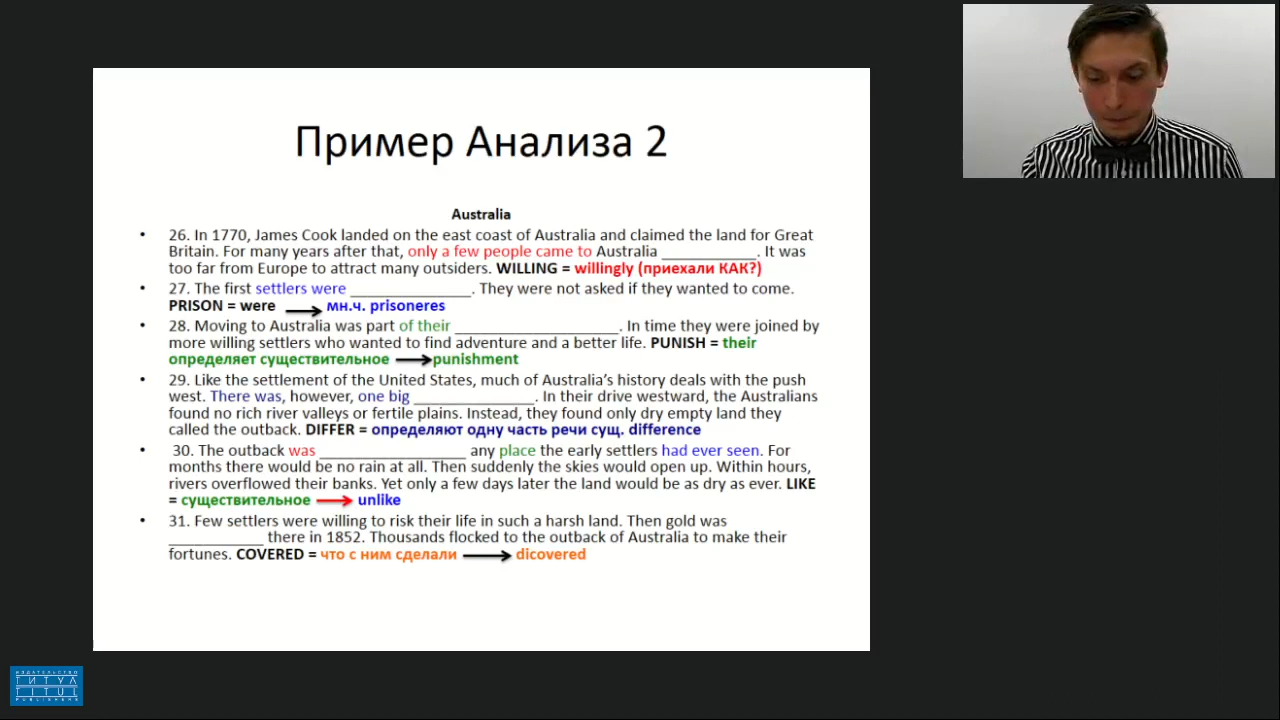 Пример Анализа 2
Australia
• 26. In 1770, James Cook landed on the east coast of Australia and claimed the land for Great
Britain. For many years after that, only a few people came to Australia ___________. It was
too far from Europe to attract many outsiders. WILLING = willingly (приехали КАК?)
• 27. The first settlers were ______________. They were not asked if they wanted to come.
PRISON = were → мн.ч. prisoneres
• 28. Moving to Australia was part of their ___________________. In time they were joined by
more willing settlers who wanted to find adventure and a better life. PUNISH = their
определяет существительное →punishment
• 29. Like the settlement of the United States, much of Australia’s history deals with the push
west. There was, however, one big ______________. In their drive westward, the Australians
found no rich river valleys or fertile plains. Instead, they found only dry empty land they
called the outback. DIFFER = определяют одну часть речи сущ. difference
• 30. The outback was _________________ any place the early settlers had ever seen. For
months there would be no rain at all. Then suddenly the skies would open up. Within hours,
rivers overflowed their banks. Yet only a few days later the land would be as dry as ever. LIKE
= существительное → unlike
• 31. Few settlers were willing to risk their life in such a harsh land. Then gold was
___________ there in 1852. Thousands flocked to the outback of Australia to make their
fortunes. COVERED = что с ним сделали → dicovered
ИЗДАТЕЛЬСТВО
ТИТУЛ
TITUL
PUBLISHERS